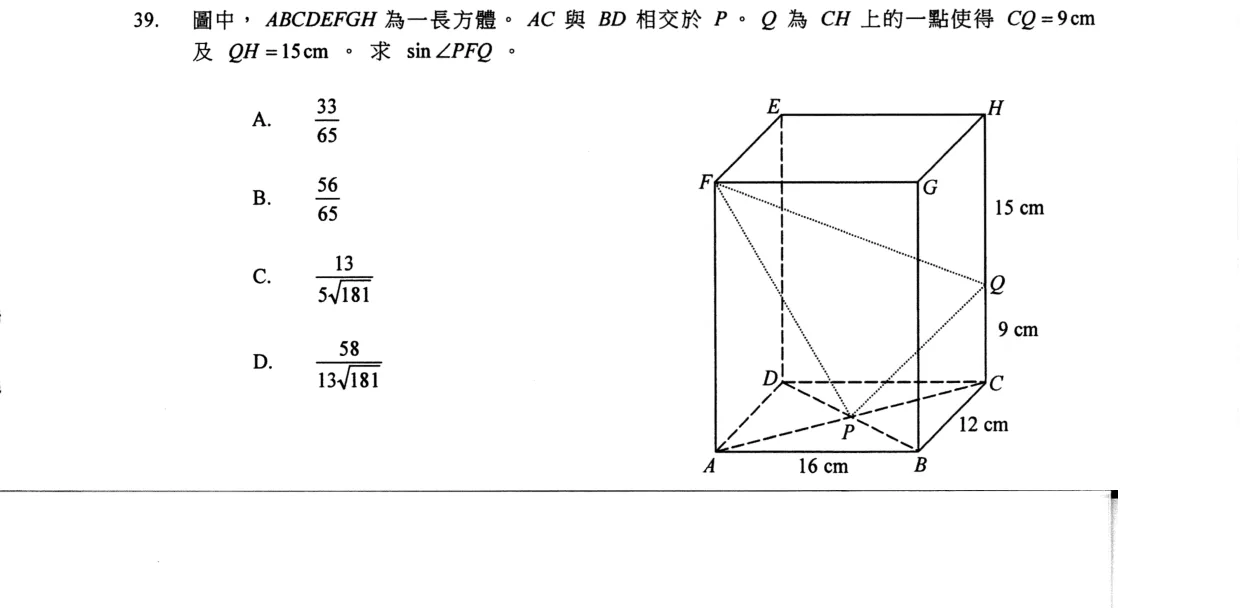 39. 圖中，ABCDEFGH 為一長方體。AC 與 BD 相交於 P。Q 為 CH 上的一點使得 CQ = 9 cm
及 QH = 15 cm 。求 sin ∠PFQ 。
A. 33/65
B. 56/65
C. 13/(5√181)
D. 58/(13√181)
E
H
F
G
15 cm
Q
9 cm
D
C
P
12 cm
A
16 cm
B